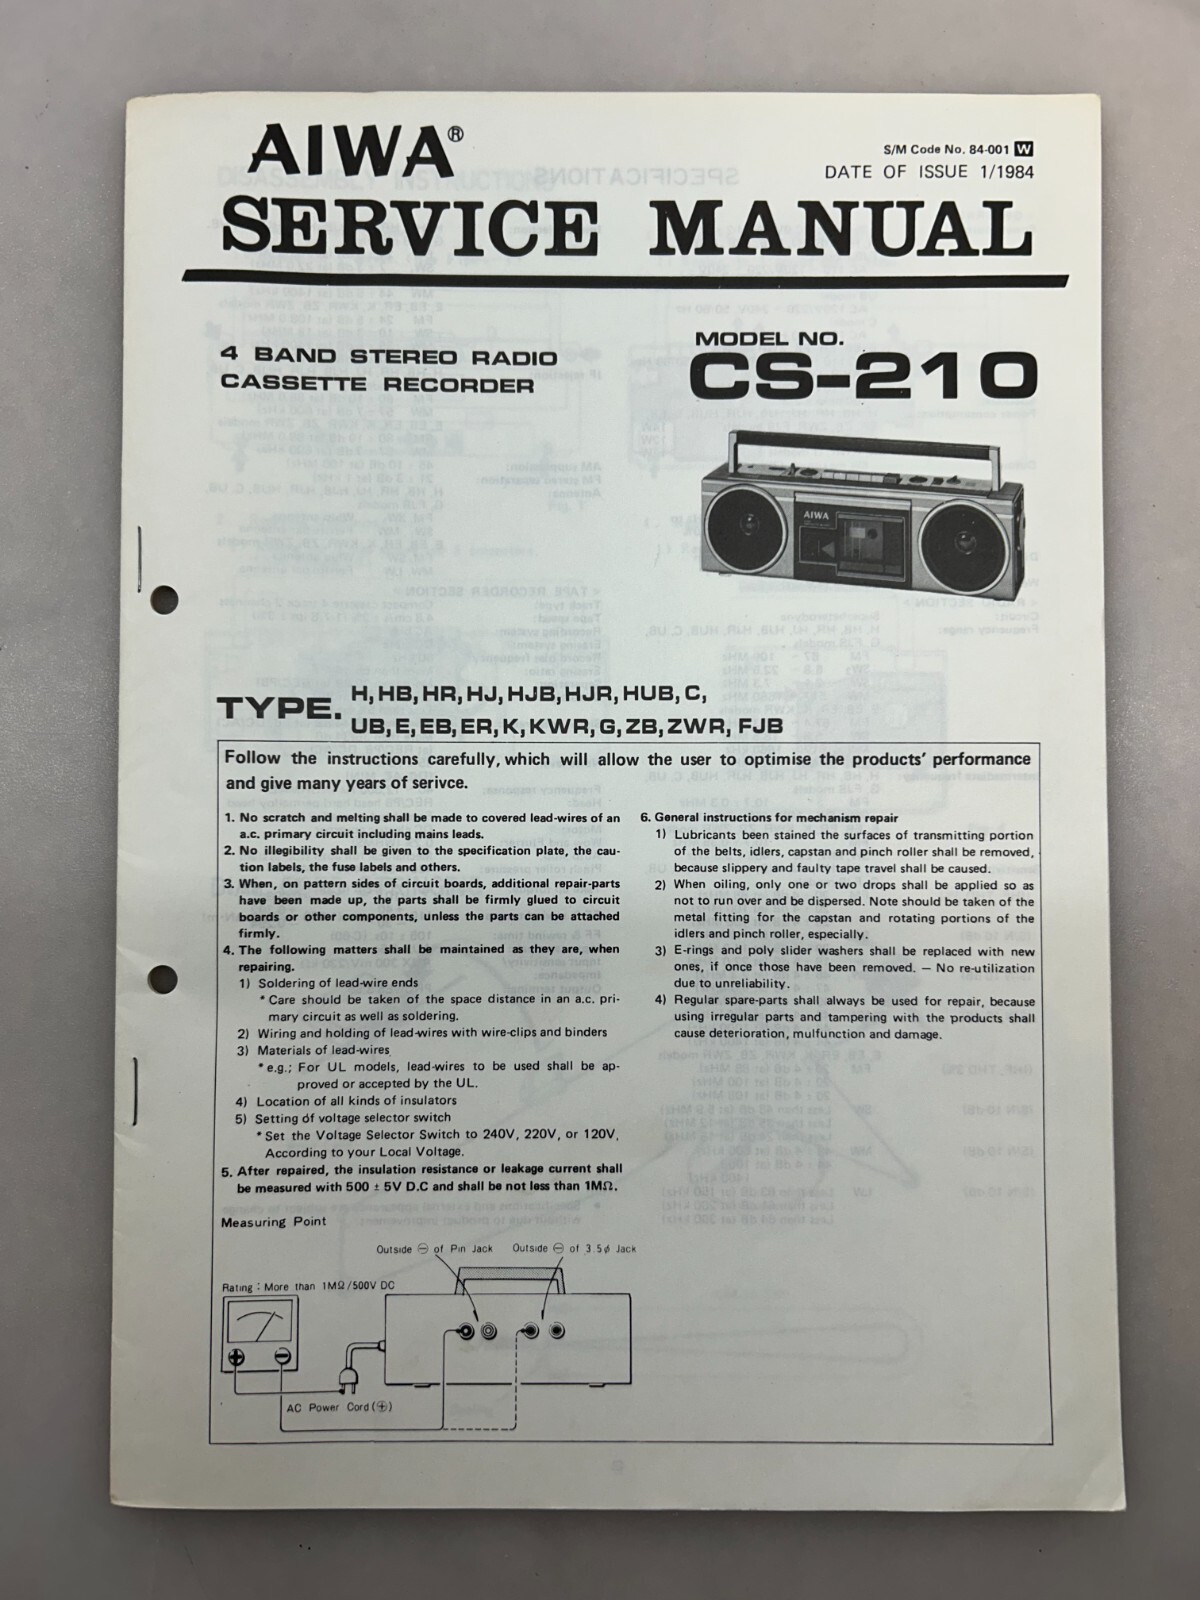 AIWA®
S/M Code No. 84-001 W
DATE OF ISSUE 1/1984
SERVICE MANUAL
4 BAND STEREO RADIO
CASSETTE RECORDER
MODEL NO.
CS-210
AIWA
TYPE. H, HB, HR, HJ, HJB, HJR, HUB, C,
UB, E, EB, ER, K, KWR, G, ZB, ZWR, FJB
Follow the instructions carefully, which will allow the user to optimise the products' performance
and give many years of serivce.
1. No scratch and melting shall be made to covered lead-wires of an
a.c. primary circuit including mains leads.
2. No illegibility shall be given to the specification plate, the cau-
tion labels, the fuse labels and others.
3. When, on pattern sides of circuit boards, additional repair-parts
have been made up, the parts shall be firmly glued to circuit
boards or other components, unless the parts can be attached
firmly.
4. The following matters shall be maintained as they are, when
repairing.
1) Soldering of lead-wire ends
* Care should be taken of the space distance in an a.c. pri-
mary circuit as well as soldering.
2) Wiring and holding of lead-wires with wire-clips and binders
3) Materials of lead-wires
* e.g.; For UL models, lead-wires to be used shall be ap-
proved or accepted by the UL.
4) Location of all kinds of insulators
5) Setting of voltage selector switch
* Set the Voltage Selector Switch to 240V, 220V, or 120V,
According to your Local Voltage.
5. After repaired, the insulation resistance or leakage current shall
be measured with 500 ± 5V D.C and shall be not less than 1MΩ.
6. General instructions for mechanism repair
1) Lubricants been stained the surfaces of transmitting portion
of the belts, idlers, capstan and pinch roller shall be removed,
because slippery and faulty tape travel shall be caused.
2) When oiling, only one or two drops shall be applied so as
not to run over and be dispersed. Note should be taken of the
metal fitting for the capstan and rotating portions of the
idlers and pinch roller, especially.
3) E-rings and poly slider washers shall be replaced with new
ones, if once those have been removed. — No re-utilization
due to unreliability.
4) Regular spare-parts shall always be used for repair, because
using irregular parts and tampering with the products shall
cause deterioration, mulfunction and damage.
Measuring Point
Outside ⊖ of Pin Jack
Outside ⊖ of 3.5ø Jack
Rating : More than 1MΩ/500V DC
AC Power Cord (⊕)